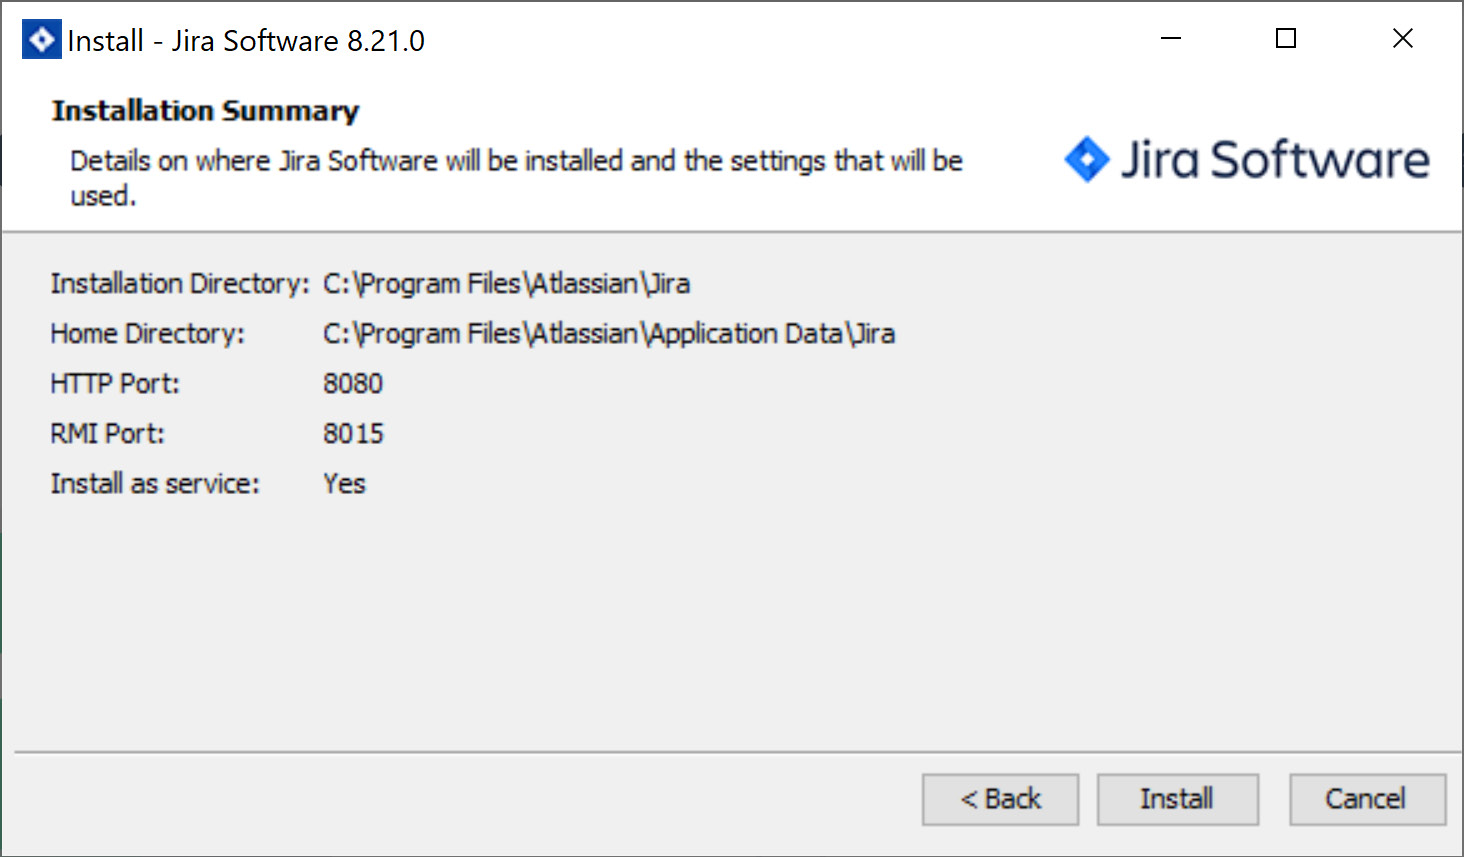 Install - Jira Software 8.21.0
Installation Summary
Details on where Jira Software will be installed and the settings that will be
used.
Jira Software
Installation Directory: C:\Program Files\Atlassian\Jira
Home Directory: C:\Program Files\Atlassian\Application Data\Jira
HTTP Port: 8080
RMI Port: 8015
Install as service: Yes
< Back Install Cancel